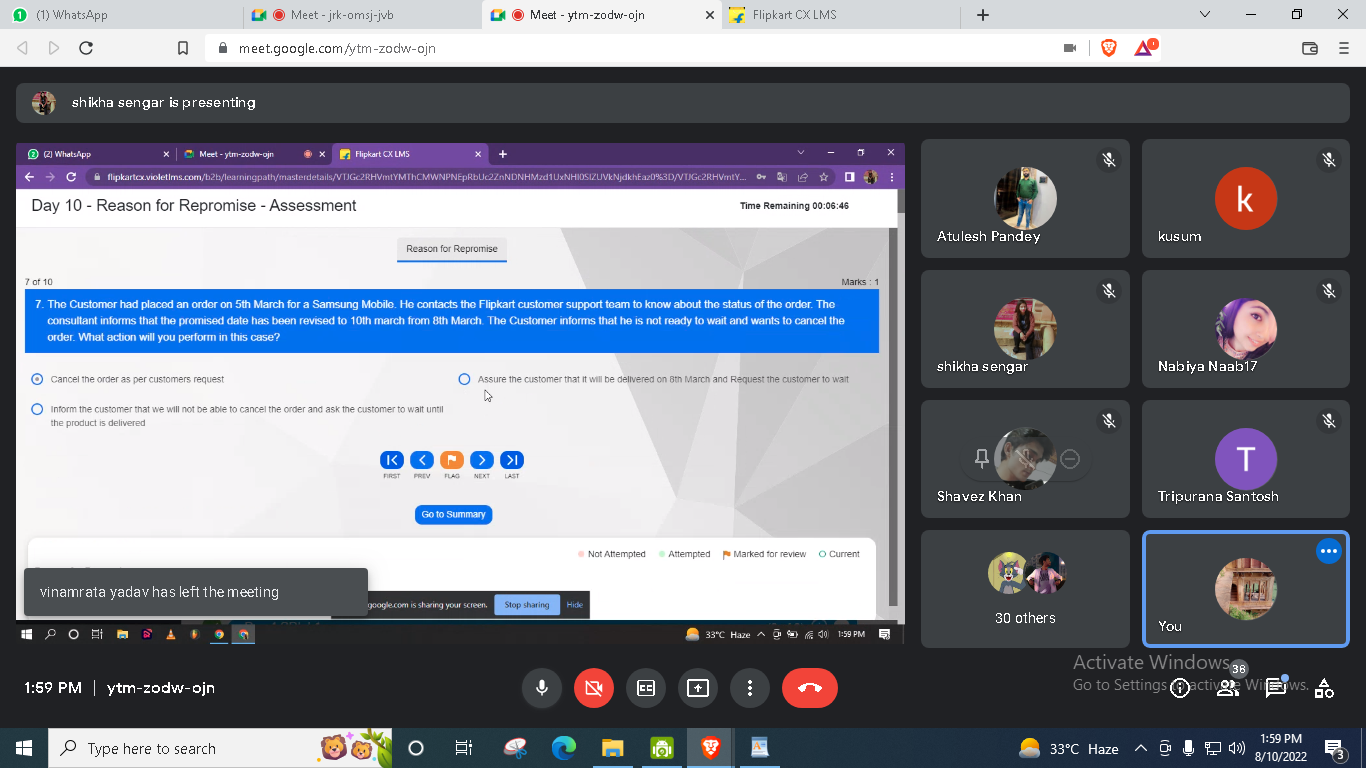 WhatsApp
Meet - jrk-omsj-jvb
Meet - ytm-zodw-ojn
Flipkart CX LMS
meet.google.com/ytm-zodw-ojn
shikha sengar is presenting
(2) WhatsApp
Meet - ytm-zodw-ojn
Flipkart CX LMS
Day 10 - Reason for Repromise - Assessment
Time Remaining 00:06:46
Reason for Repromise
7 of 10
Marks : 1
7. The Customer had placed an order on 5th March for a Samsung Mobile. He contacts the Flipkart customer support team to know about the status of the order. The
consultant informs that the promised date has been revised to 10th march from 8th March. The Customer informs that he is not ready to wait and wants to cancel the
order. What action will you perform in this case?
Cancel the order as per customers request
Assure the customer that it will be delivered on 8th March and Request the customer to wait
Inform the customer that we will not be able to cancel the order and ask the customer to wait until
the product is delivered
FIRST PREV FLAG NEXT LAST
Go to Summary
Not Attempted Attempted Marked for review Current
vinamrata yadav has left the meeting
google.com is sharing your screen. Stop sharing Hide
33°C Haze 1:59 PM
Atulesh Pandey
k
kusum
shikha sengar
Nabiya Naab17
Shavez Khan
T
Tripurana Santosh
30 others
You
1:59 PM | ytm-zodw-ojn
38
Activate Windows
Go to Settings to activate Windows.
Type here to search
33°C Haze
1:59 PM
8/10/2022
3